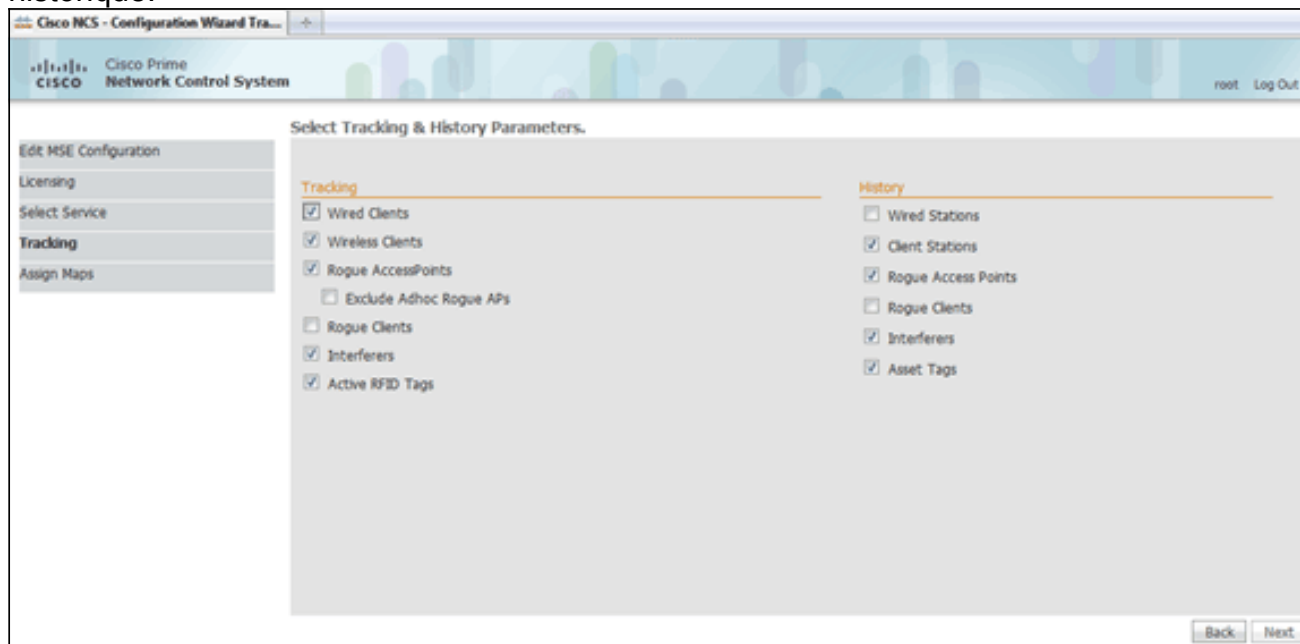 historique.
Cisco NCS - Configuration Wizard Tra...
CISCO
Cisco Prime
Network Control System
root Log Out
Select Tracking & History Parameters.
Edit MSE Configuration
Licensing
Select Service
Tracking
Assign Maps
Tracking
Wired Clients
Wireless Clients
Rogue AccessPoints
Exclude Adhoc Rogue APs
Rogue Clients
Interferers
Active RFID Tags
History
Wired Stations
Client Stations
Rogue Access Points
Rogue Clients
Interferers
Asset Tags
Back Next